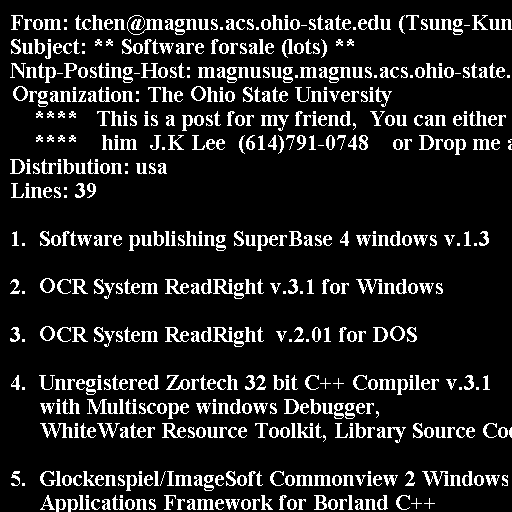 From: tchen@magnus.acs.ohio-state.edu (Tsung-Kun
Subject: ** Software forsale (lots) **
Nntp-Posting-Host: magnusug.magnus.acs.ohio-state.
Organization: The Ohio State University
**** This is a post for my friend, You can either
**** him J.K Lee (614)791-0748 or Drop me a
Distribution: usa
Lines: 39
1. Software publishing SuperBase 4 windows v.1.3
2. OCR System ReadRight v.3.1 for Windows
3. OCR System ReadRight v.2.01 for DOS
4. Unregistered Zortech 32 bit C++ Compiler v.3.1
with Multiscope windows Debugger,
WhiteWater Resource Toolkit, Library Source Co
5. Glockenspiel/ImageSoft Commonview 2 Windows
Applications Framework for Borland C++